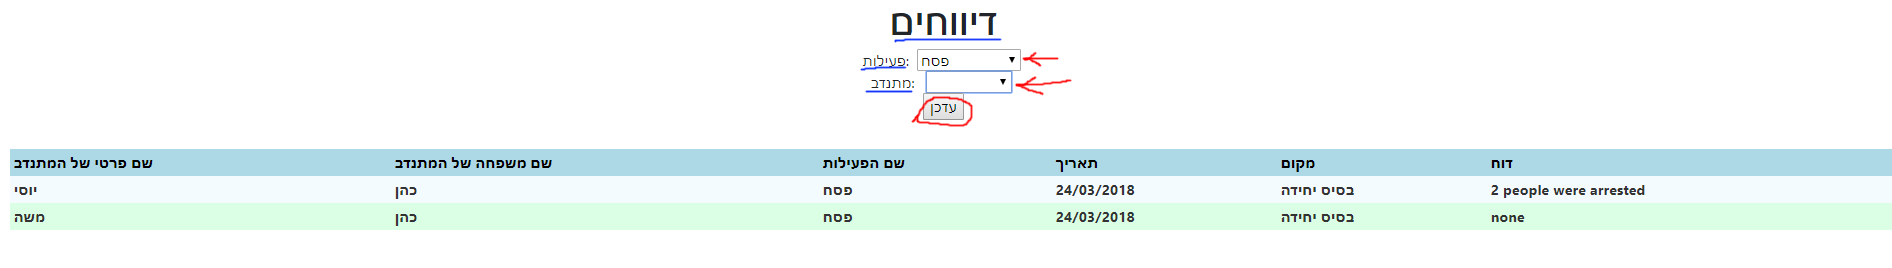 דיווחים
פעילות: פסח
מתנדב:
עדכן
שם פרטי של המתנדב שם משפחה של המתנדב שם הפעילות תאריך מקום דוח
יוסי כהן פסח 24/03/2018 בסיס יחידה 2 people were arrested
משה כהן פסח 24/03/2018 בסיס יחידה none